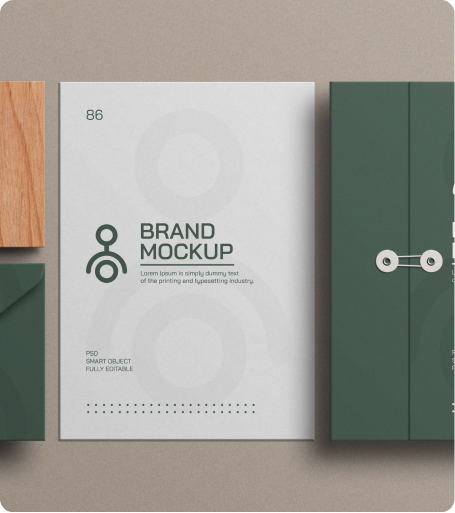 86
BRAND
MOCKUP
Lorem Ipsum is simply dummy text
of the printing and typesetting industry.
PSD
SMART OBJECT
FULLY EDITABLE